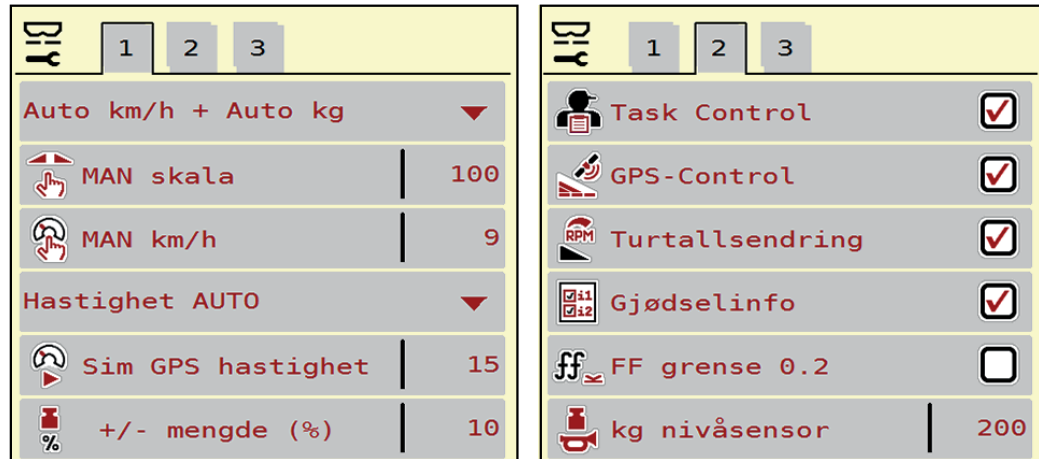 1 2 3
Auto km/h + Auto kg
MAN skala 100
MAN km/h 9
Hastighet AUTO
Sim GPS hastighet 15
% +/- mengde (%) 10
1 2 3
Task Control
GPS-Control
RPM Turtallsendring
i1 i2 Gjødselinfo
ff FF grense 0.2
kg nivåsensor 200